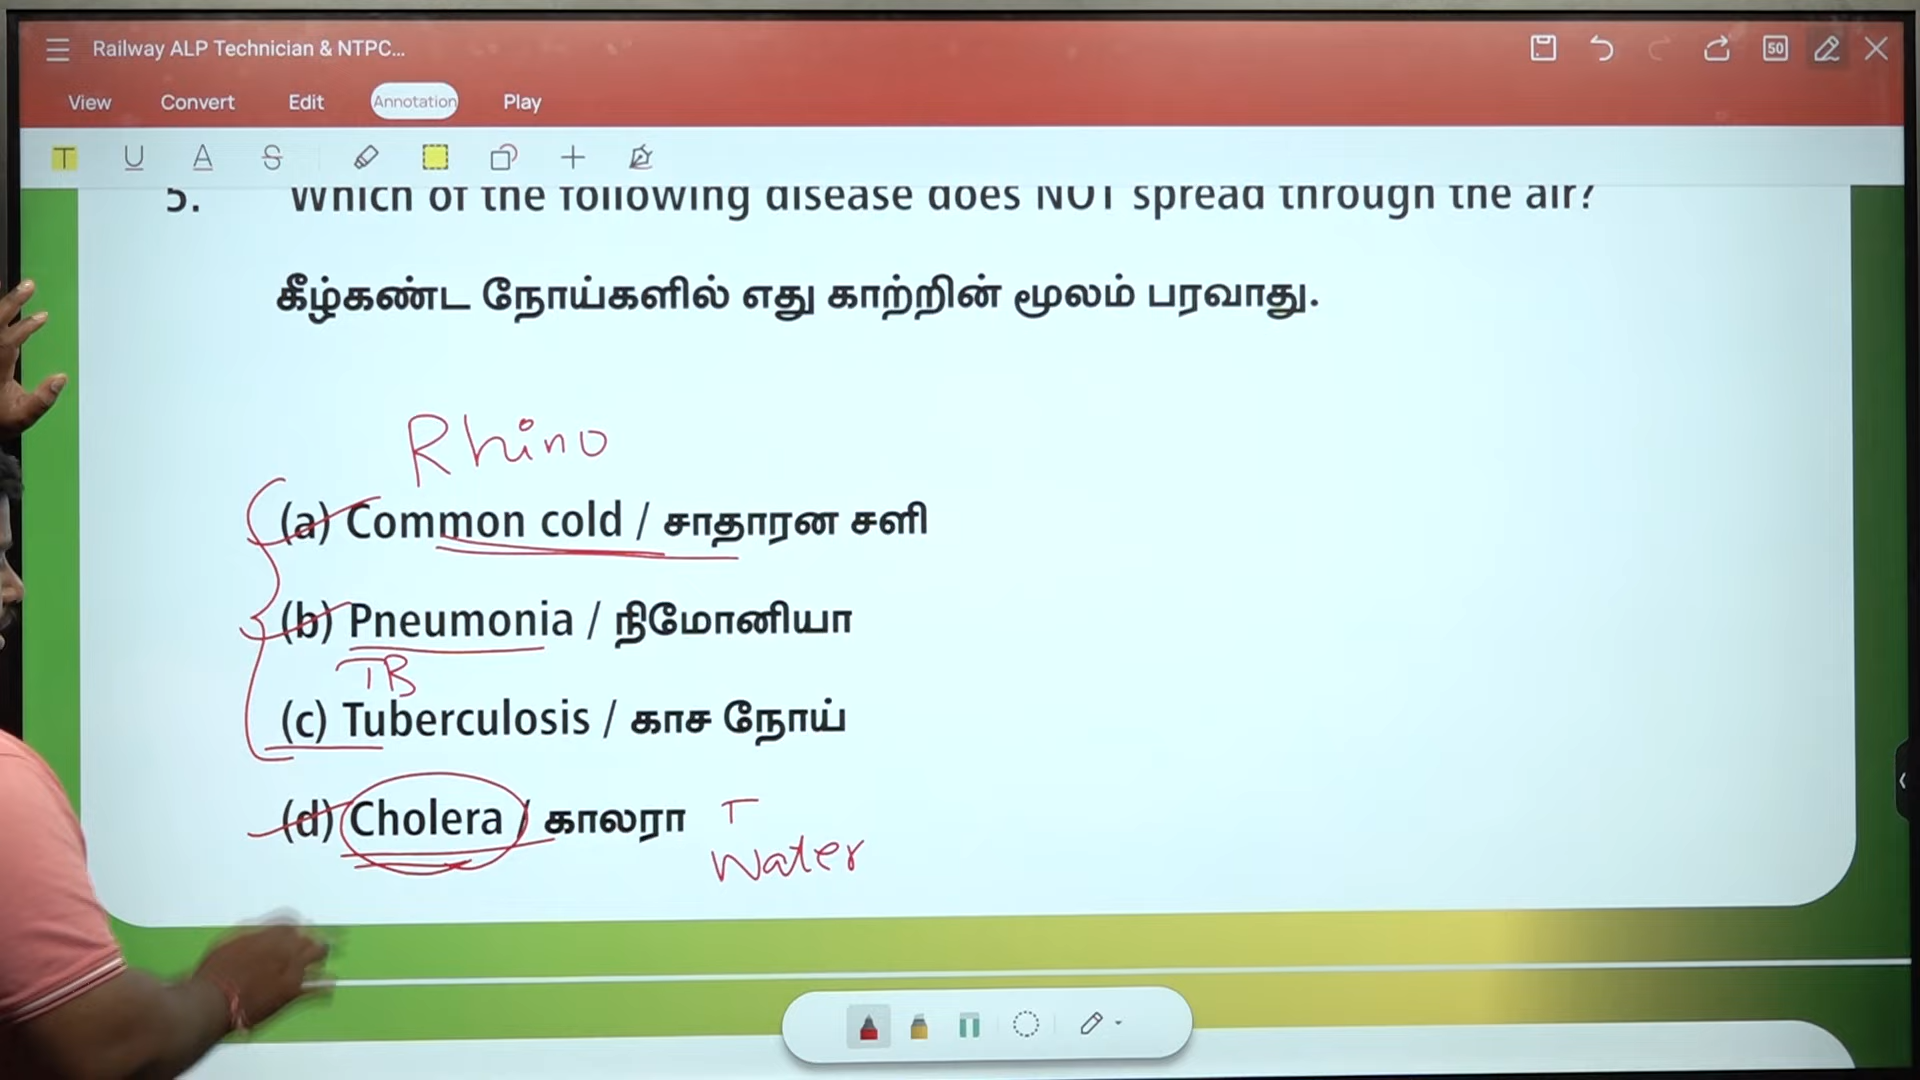 Railway ALP Technician & NTPC...
50
View Convert Edit Annotation Play
T U A S
5. Which of the following disease does NOT spread through the air?
கீழ்கண்ட நோய்களில் எது காற்றின் மூலம் பரவாது.
Rhino
(a) Common cold / சாதாரன சளி
(b) Pneumonia / நிமோனியா
TB
(c) Tuberculosis / காச நோய்
(d) Cholera / காலரா
Water